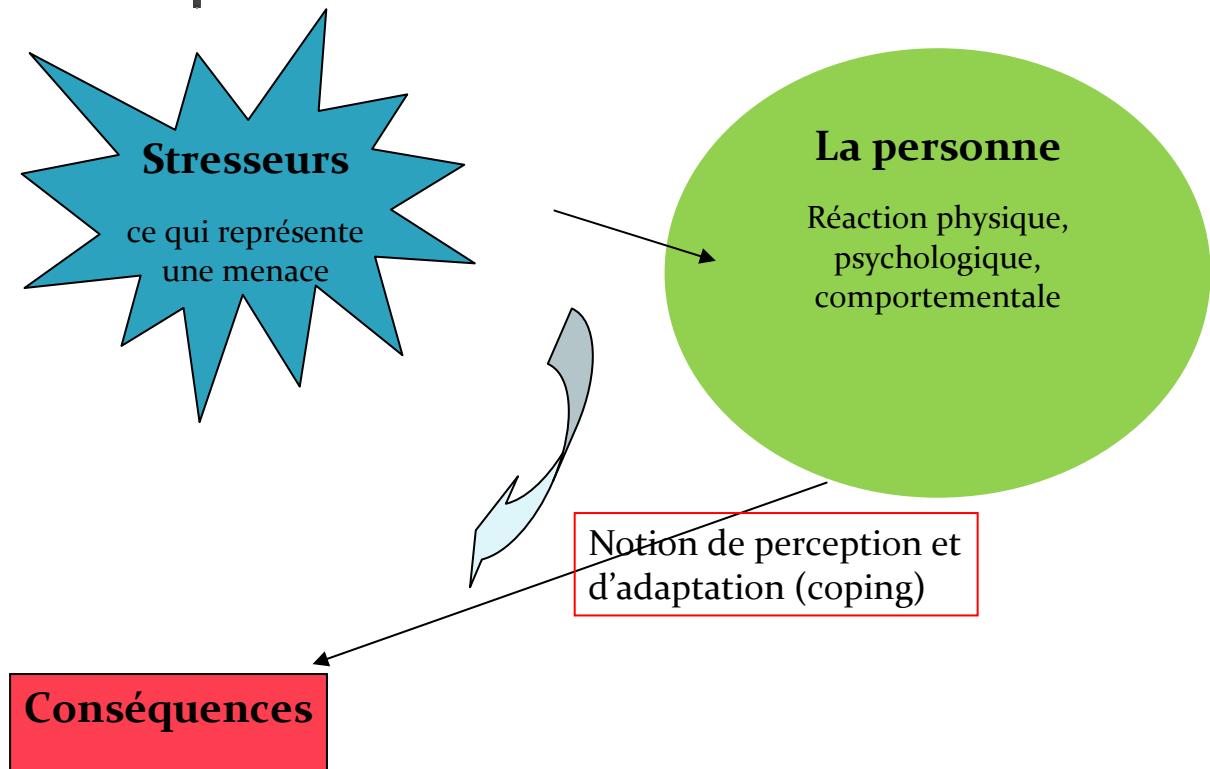 Stresseurs
ce qui représente
une menace
La personne
Réaction physique,
psychologique,
comportementale
Notion de perception et
d'adaptation (coping)
Conséquences